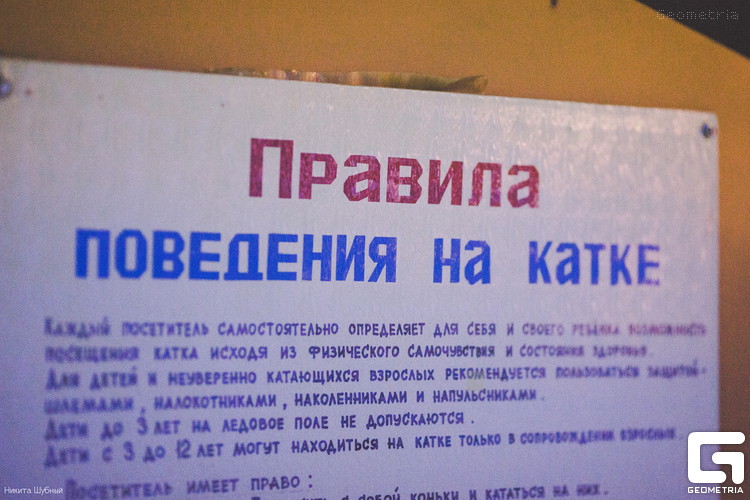 Geometria
Правила
поведения на катке
Каждый посетитель самостоятельно определяет для себя и своего ребёнка возможность
посещения катка исходя из физического самочувствия и состояния здоровья.
Для детей и неуверенно катающихся взрослых рекомендуется пользоваться защитой-
шлемами, налокотниками, наколенниками и напульсниками.
Дети до 3 лет на ледовое поле не допускаются.
Дети с 3 до 12 лет могут находиться на катке только в сопровождении взрослых.
Посетитель имеет право:
с собой коньки и кататься на них.
Никита Шубный
GEOMETRIA